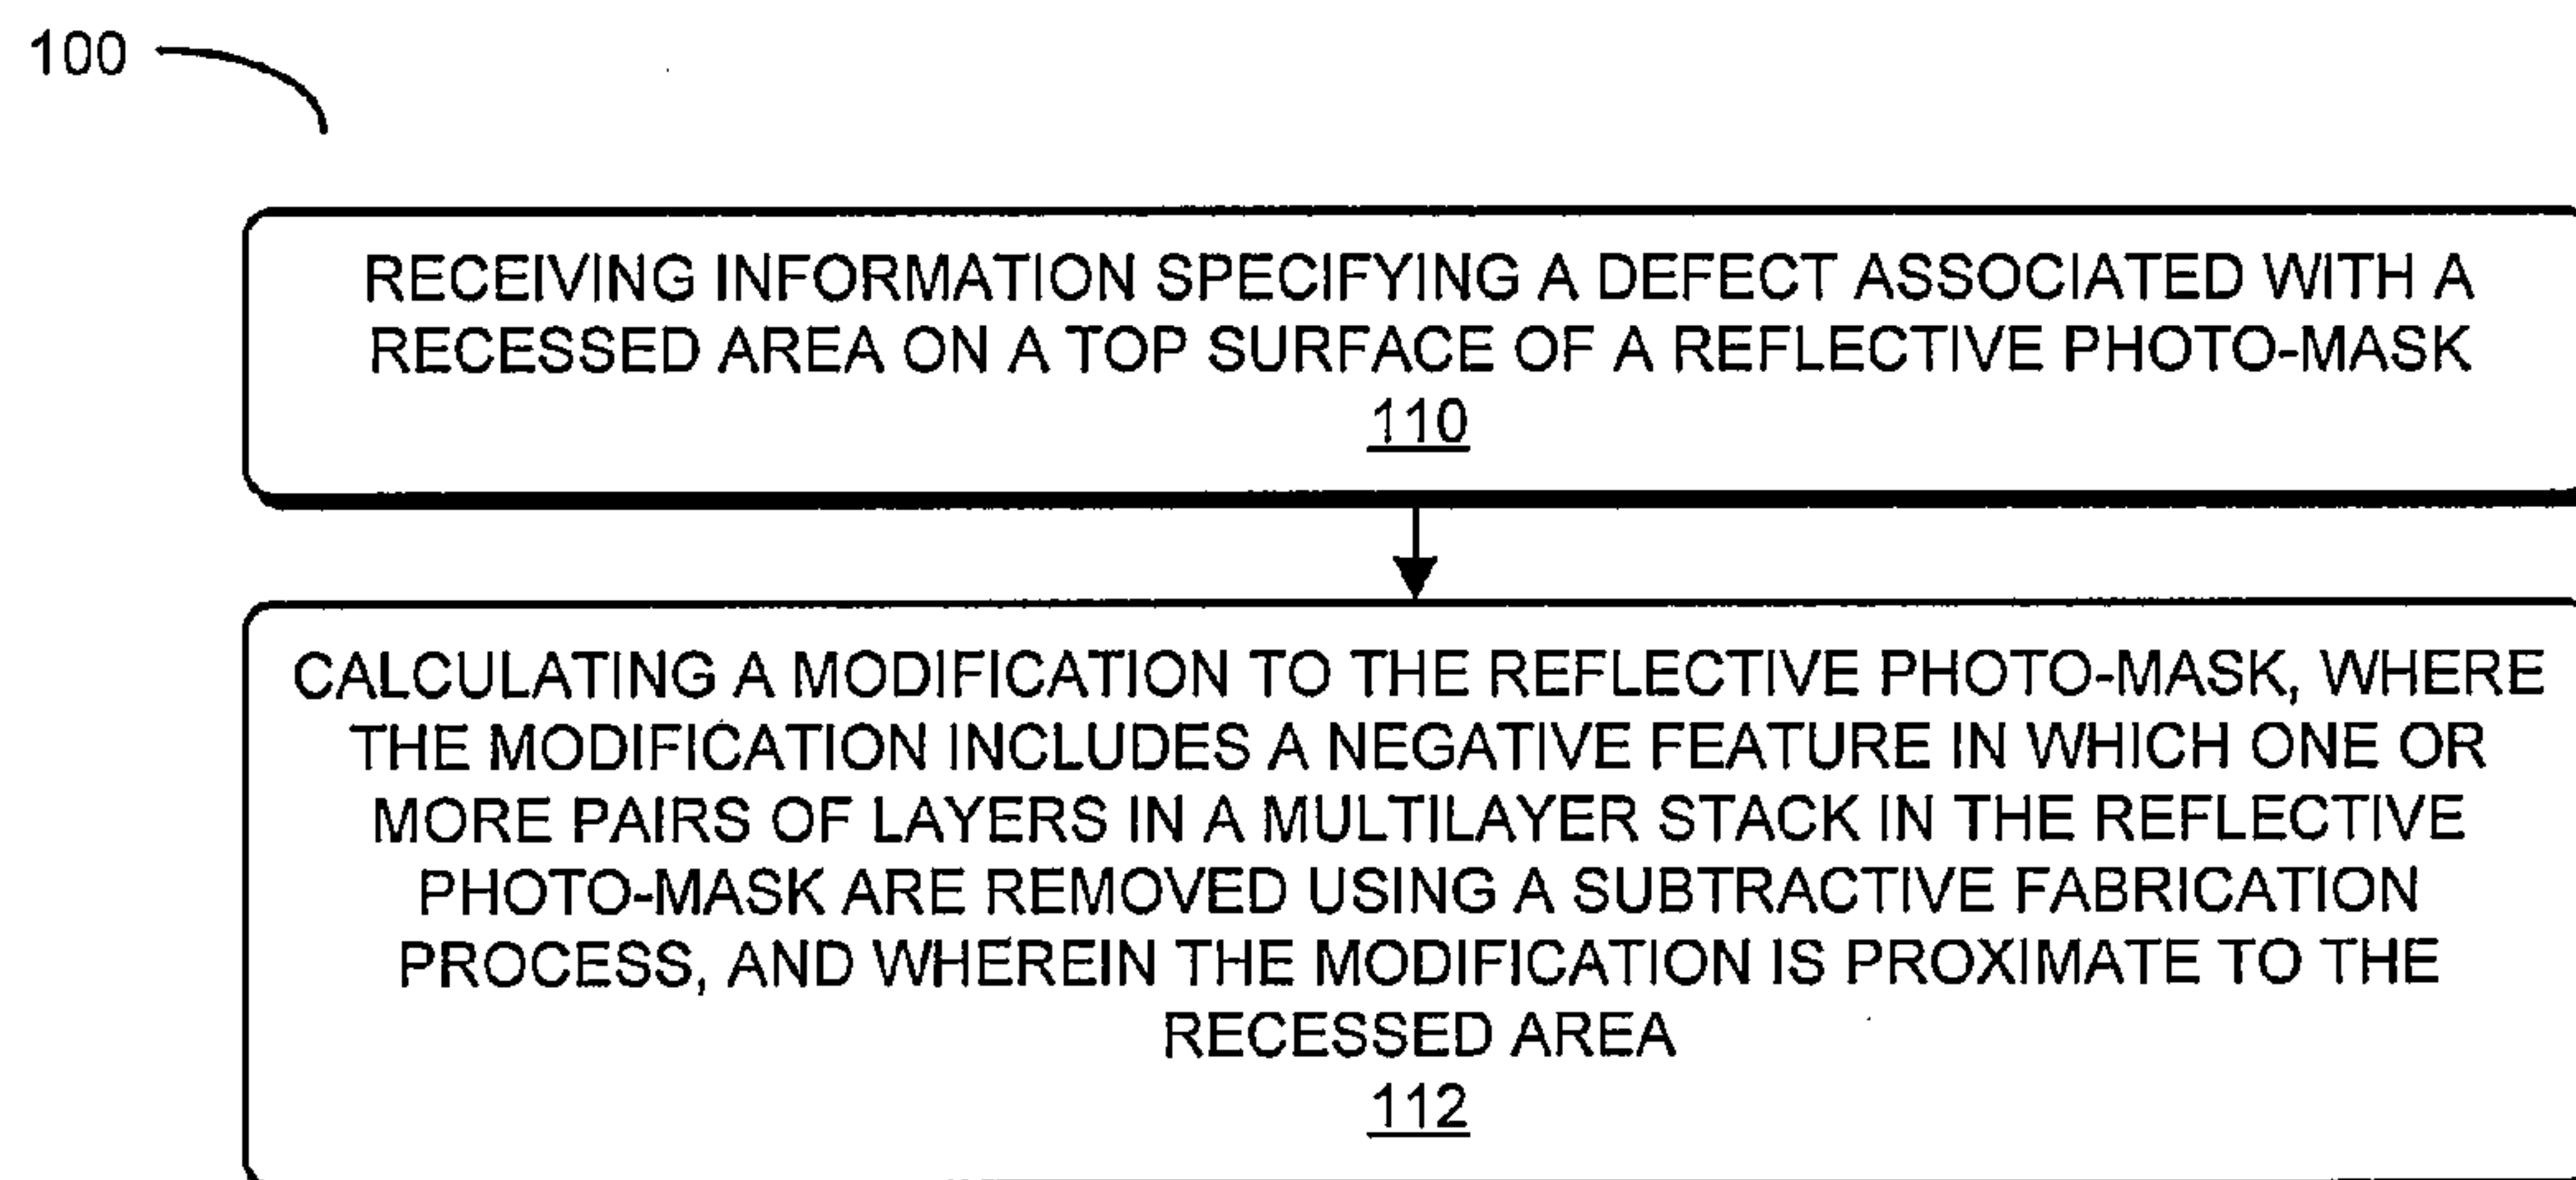 100
RECEIVING INFORMATION SPECIFYING A DEFECT ASSOCIATED WITH A
RECESSED AREA ON A TOP SURFACE OF A REFLECTIVE PHOTO-MASK
110
CALCULATING A MODIFICATION TO THE REFLECTIVE PHOTO-MASK, WHERE
THE MODIFICATION INCLUDES A NEGATIVE FEATURE IN WHICH ONE OR
MORE PAIRS OF LAYERS IN A MULTILAYER STACK IN THE REFLECTIVE
PHOTO-MASK ARE REMOVED USING A SUBTRACTIVE FABRICATION
PROCESS, AND WHEREIN THE MODIFICATION IS PROXIMATE TO THE
RECESSED AREA
112